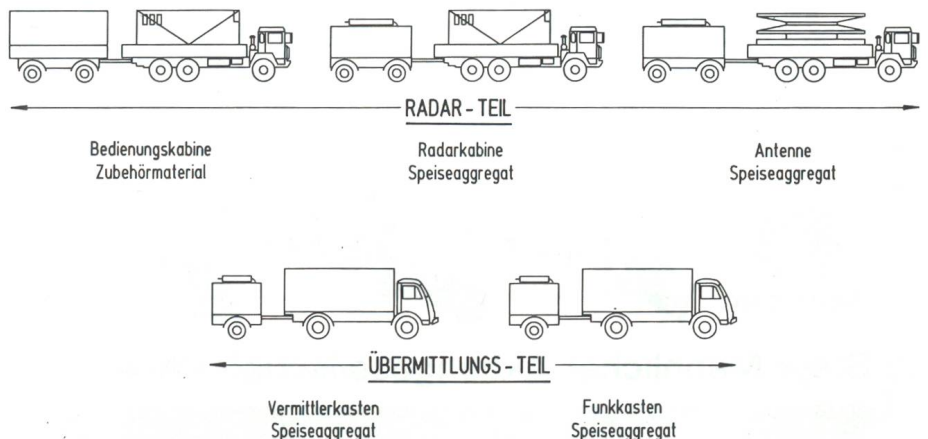 RADAR - TEIL
Bedienungskabine
Zubehörmaterial
Radarkabine
Speiseaggregat
Antenne
Speiseaggregat
ÜBERMITTLUNGS - TEIL
Vermittlerkasten
Speiseaggregat
Funkkasten
Speiseaggregat